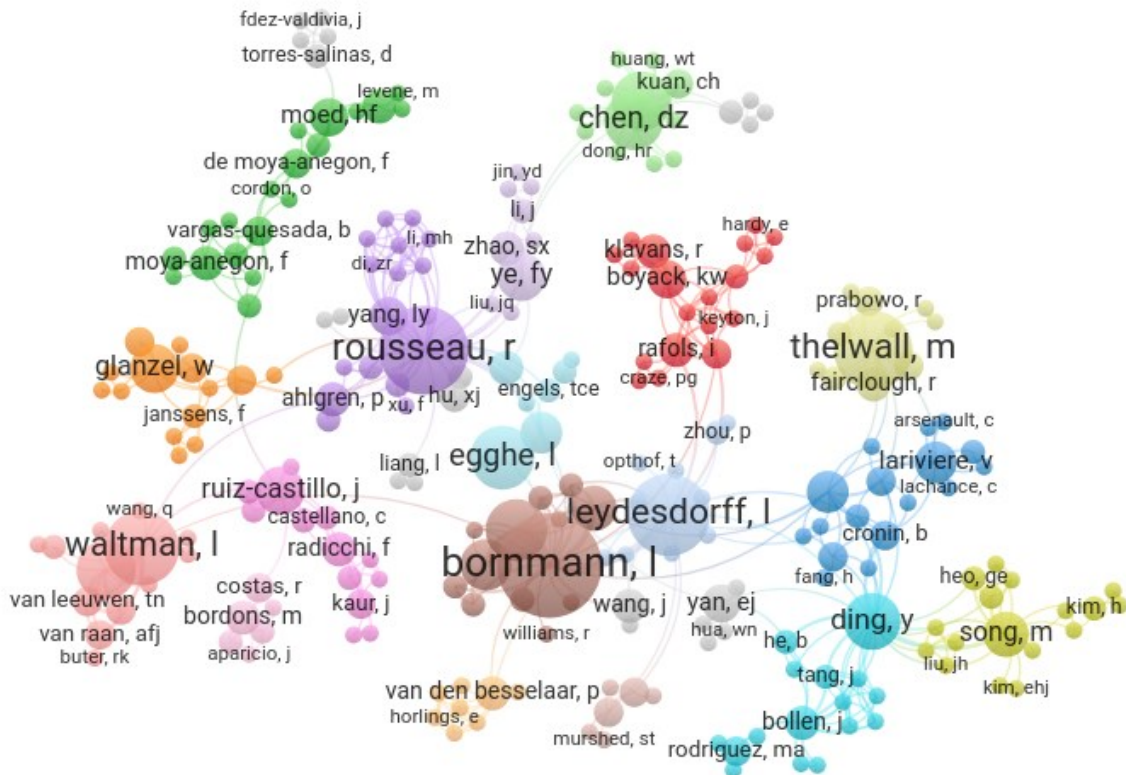 fdez-valdivia, j
torres-salinas, d
huang, wt
kuan, ch
levene, m
moed, hf
chen, dz
dong, hr
de moya-anegon, f
cordon, o
jin, yd
li, j
vargas-quesada, b
moya-anegon, f
li, mh
di, zr
zhao, sx
ye, fy
liu, jq
hardy, e
klavans, r
boyack, kw
keyton, j
prabowo, r
yang, ly
rousseau, r
rafols, i
craze, pg
thelwall, m
fairclough, r
glanzel, w
janssens, f
ahlgren, p
xu, f
hu, xj
engels, tce
zhou, p
arsenault, c
liang, l
egghe, l
opthof, t
lariviere, v
lachance, c
ruiz-castillo, j
castellano, c
leydesdorff, l
cronin, b
wang, q
waltman, l
radicchi, f
bornmann, l
fang, h
heo, ge
van leeuwen, tn
costas, r
kaur, j
bordons, m
wang, j
yan, ej
hua, wn
ding, y
song, m
kim, h
van raan, afj
buter, rk
aparicio, j
williams, r
he, b
tang, j
liu, jh
kim, ehj
van den besselaar, p
horlings, e
murshed, st
bollen, j
rodriguez, ma